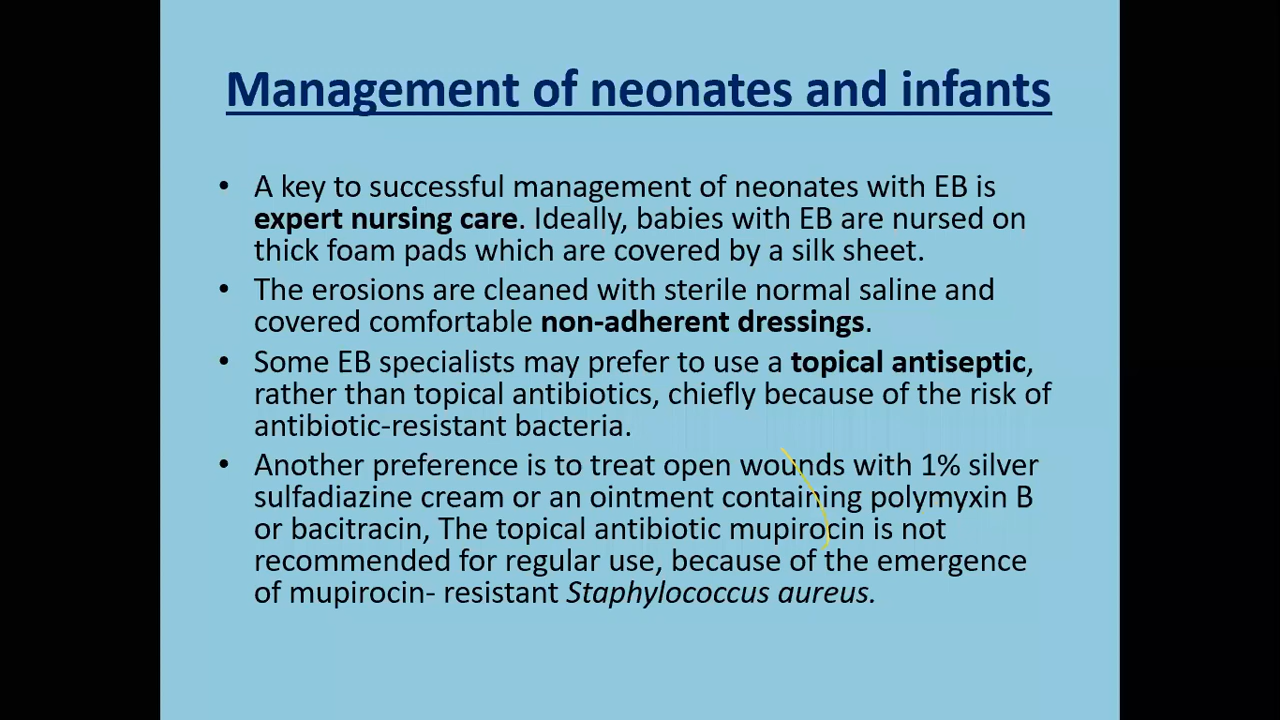 Management of neonates and infants
• A key to successful management of neonates with EB is
expert nursing care. Ideally, babies with EB are nursed on
thick foam pads which are covered by a silk sheet.
• The erosions are cleaned with sterile normal saline and
covered comfortable non-adherent dressings.
• Some EB specialists may prefer to use a topical antiseptic,
rather than topical antibiotics, chiefly because of the risk of
antibiotic-resistant bacteria.
• Another preference is to treat open wounds with 1% silver
sulfadiazine cream or an ointment containing polymyxin B
or bacitracin, The topical antibiotic mupirocin is not
recommended for regular use, because of the emergence
of mupirocin- resistant Staphylococcus aureus.